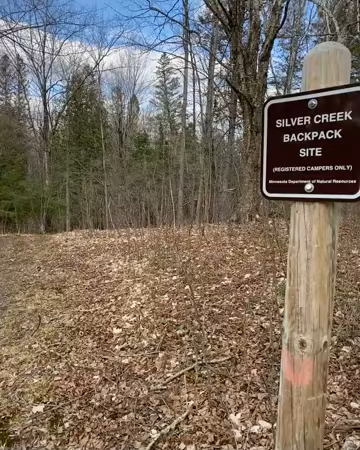 SILVER CREEK
BACKPACK
SITE
(REGISTERED CAMPERS ONLY)
Minnesota Department of Natural Resources